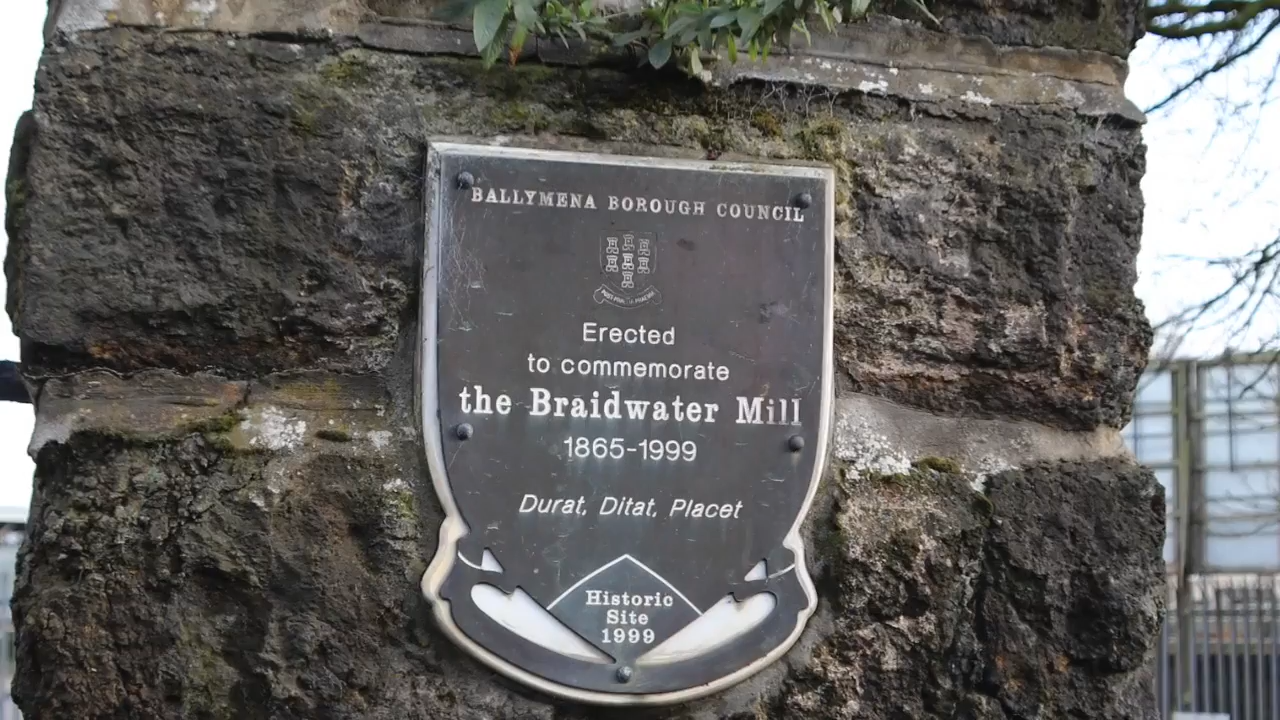 BALLYMENA BOROUGH COUNCIL
Erected
to commemorate
the Braidwater Mill
1865-1999
Durat, Ditat, Placet
Historic
Site
1999